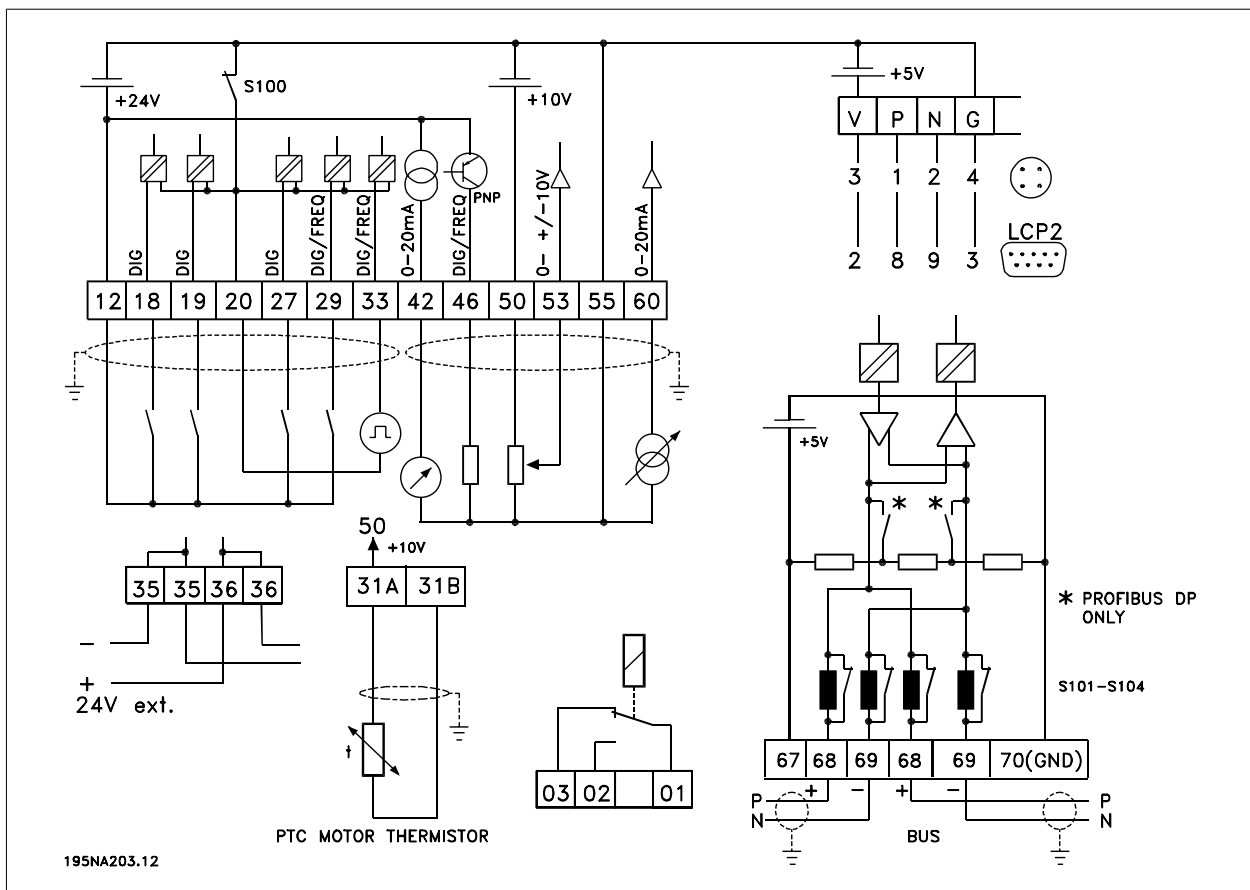 +24V
S100
+10V
+5V
V P N G
3 1 2 4
LCP2
2 8 9 3
DIG
DIG
DIG
DIG/FREQ
DIG/FREQ
0-20mA
DIG/FREQ
PNP
0- +/-10V
0-20mA
12 18 19 20 27 29 33 42 46 50 53 55 60
+5V
* *
* PROFIBUS DP
ONLY
S101-S104
50
+10V
35 35 36 36
31A 31B
-
+
24V ext.
t
PTC MOTOR THERMISTOR
03 02 01
67 68 69 68 69 70(GND)
+ - + -
P P
N N
BUS
195NA203.12